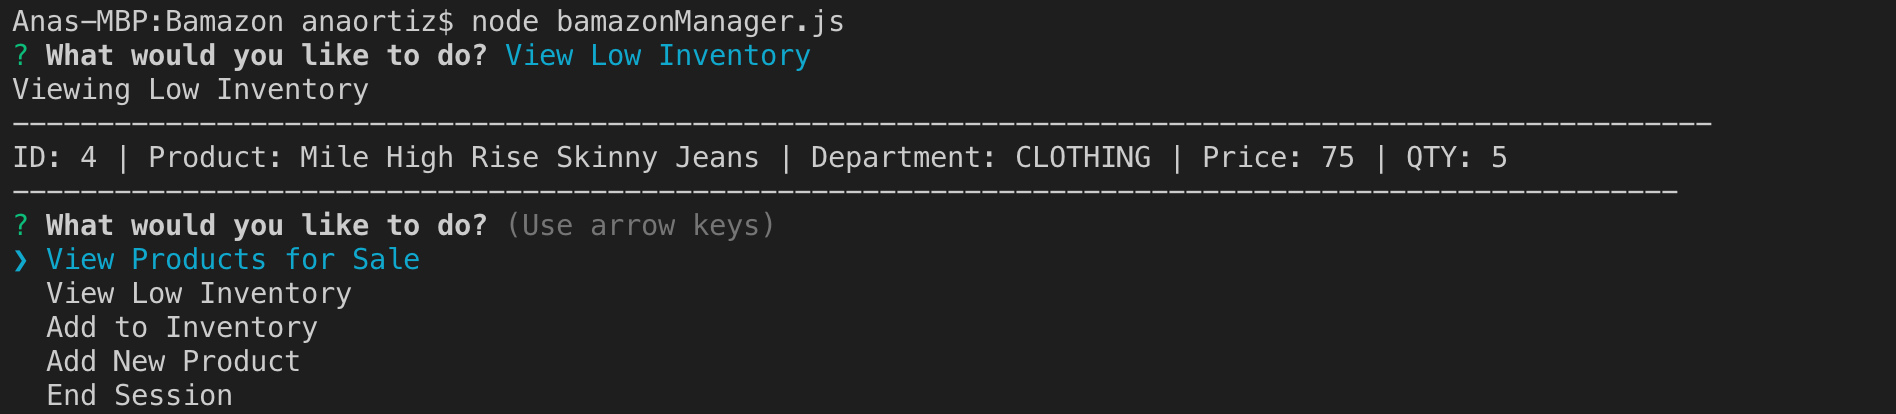 Anas-MBP:Bamazon anaortiz$ node bamazonManager.js
? What would you like to do? View Low Inventory
Viewing Low Inventory
----------------------------------------------------------------------------------------------------
ID: 4 | Product: Mile High Rise Skinny Jeans | Department: CLOTHING | Price: 75 | QTY: 5
--------------------------------------------------------------------------------------------------
? What would you like to do? (Use arrow keys)
❯ View Products for Sale
  View Low Inventory
  Add to Inventory
  Add New Product
  End Session